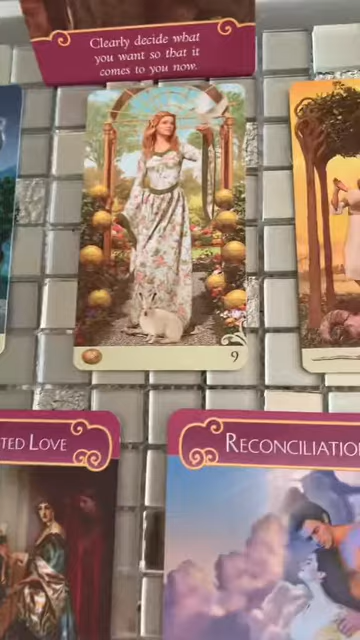 Clearly decide what
you want so that it
comes to you now.
9
TED LOVE
RECONCILIATIO